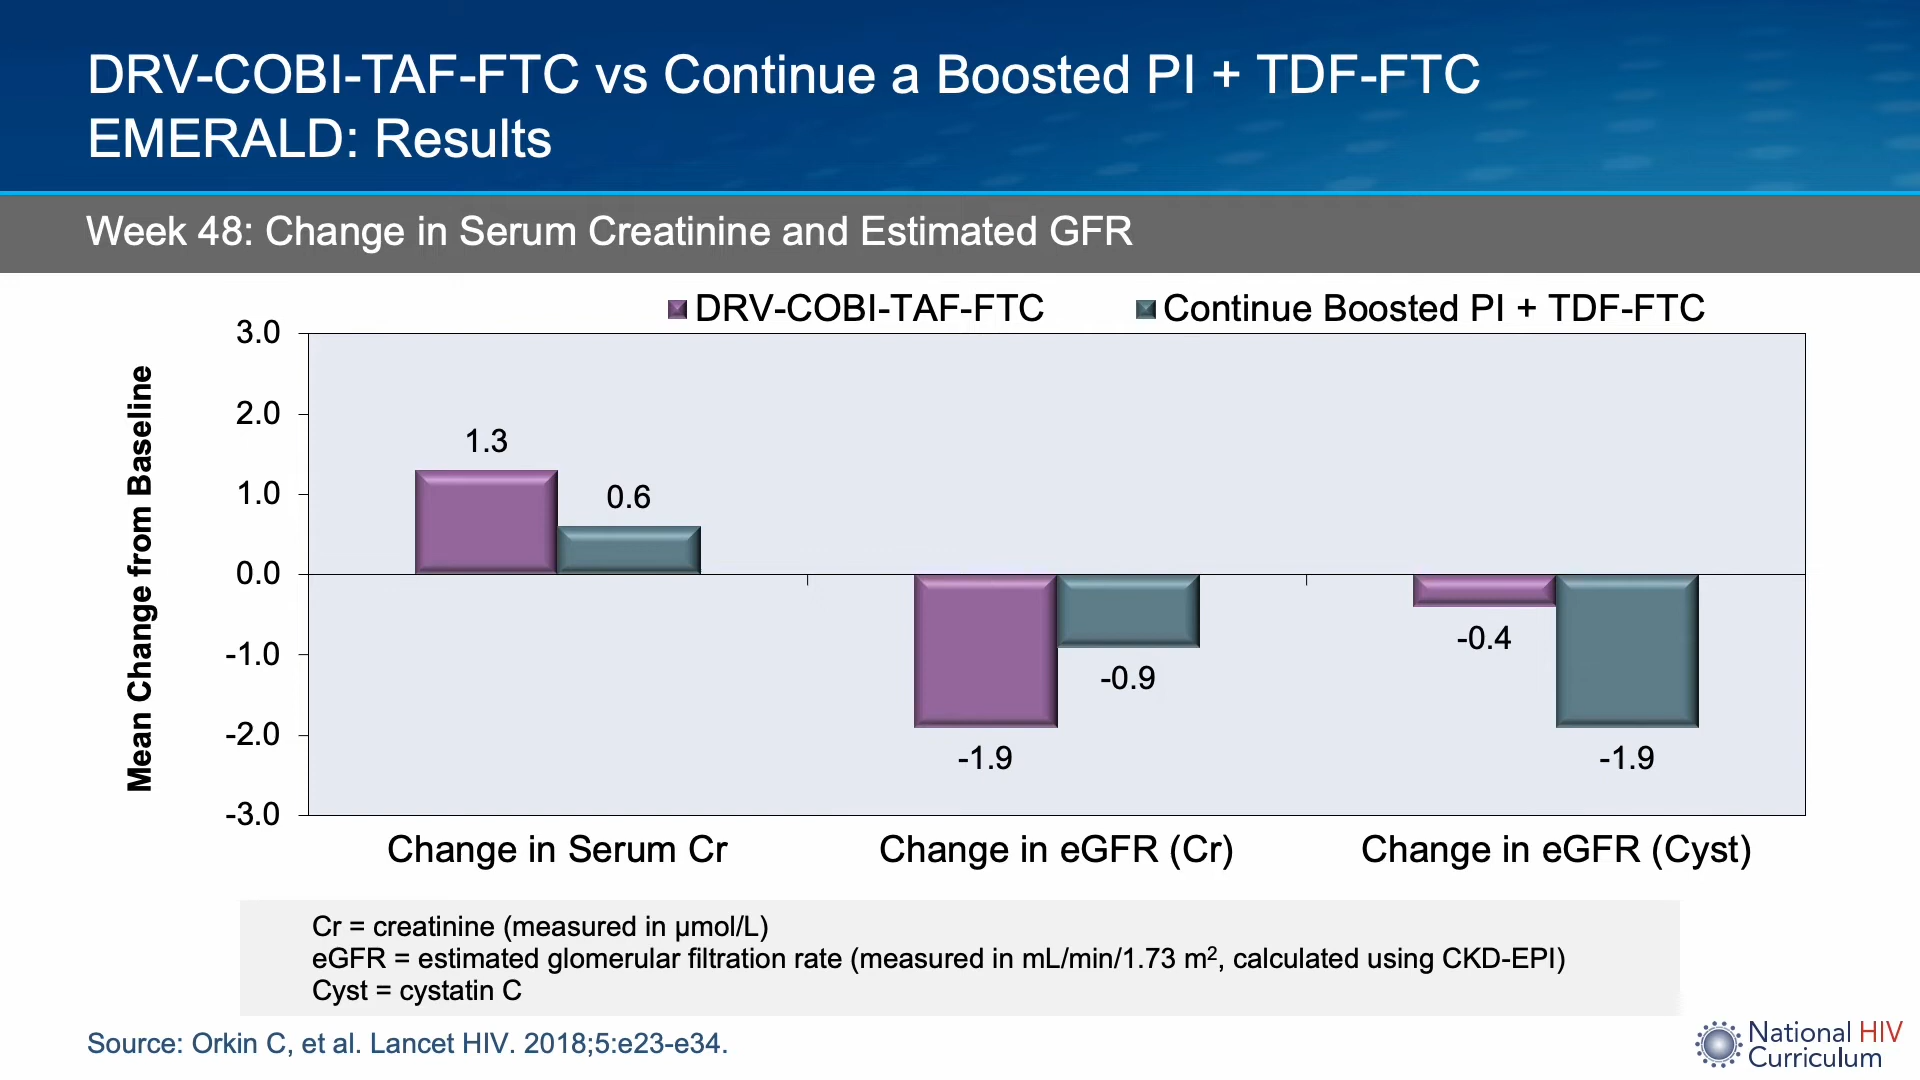 DRV-COBI-TAF-FTC vs Continue a Boosted PI + TDF-FTC
EMERALD: Results
Week 48: Change in Serum Creatinine and Estimated GFR
DRV-COBI-TAF-FTC
Continue Boosted PI + TDF-FTC
Mean Change from Baseline
3.0
2.0
1.0
0.0
-1.0
-2.0
-3.0
1.3
0.6
-1.9
-0.9
-0.4
-1.9
Change in Serum Cr
Change in eGFR (Cr)
Change in eGFR (Cyst)
Cr = creatinine (measured in μmol/L)
eGFR = estimated glomerular filtration rate (measured in mL/min/1.73 m², calculated using CKD-EPI)
Cyst = cystatin C
Source: Orkin C, et al. Lancet HIV. 2018;5:e23-e34.
National HIV
Curriculum